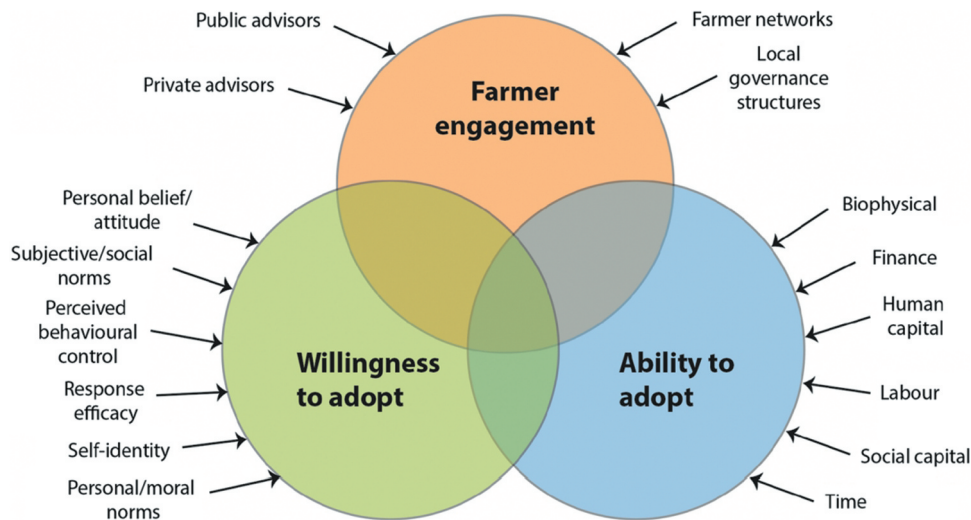 Public advisors
Private advisors
Farmer networks
Local
governance
structures
Farmer
engagement
Personal belief/
attitude
Subjective/social
norms
Perceived
behavioural
control
Response
efficacy
Self-identity
Personal/moral
norms
Willingness
to adopt
Ability to
adopt
Biophysical
Finance
Human
capital
Labour
Social capital
Time